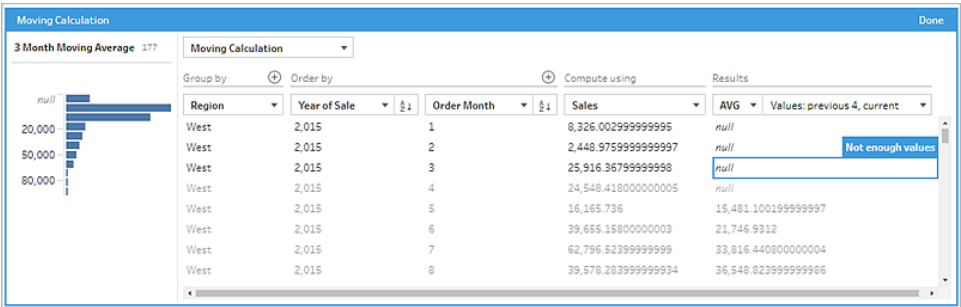 Moving Calculation Done
3 Month Moving Average 177 Moving Calculation
Group by Order by Compute using Results
null
20,000
50,000
80,000
Region Year of Sale Order Month Sales AVG Values: previous 4, current
West 2,015 1 8,326.002999999995 null
West 2,015 2 2,448.9759999999997 null Not enough values
West 2,015 3 25,916.36799999998 null
West 2,015 4 24,548.418000000005 null
West 2,015 5 16,165.736 15,481.100199999997
West 2,015 6 39,655.15800000003 21,746.9312
West 2,015 7 62,796.52399999999 33,816.440800000004
West 2,015 8 39,578.283999999934 36,548.823999999986